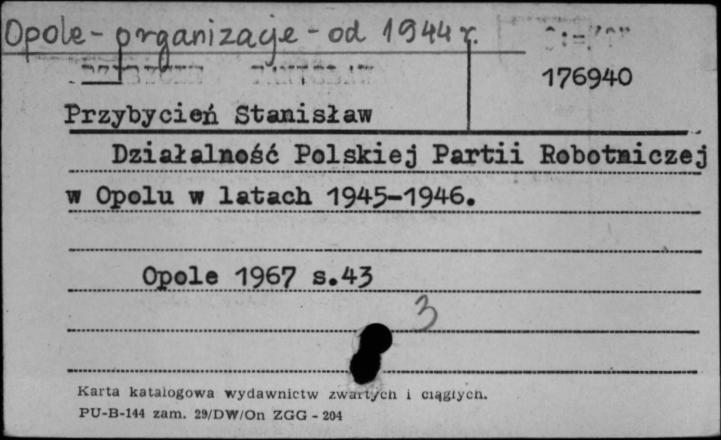 Opole - organizacje - od 1944 r.
176940
Przybycień Stanisław
Działalność Polskiej Partii Robotniczej
w Opolu w latach 1945-1946.
Opole 1967 s.43
3
Karta katalogowa wydawnictw zwartych i ciągłych.
PU-B-144 zam. 29/DW/On ZGG - 204